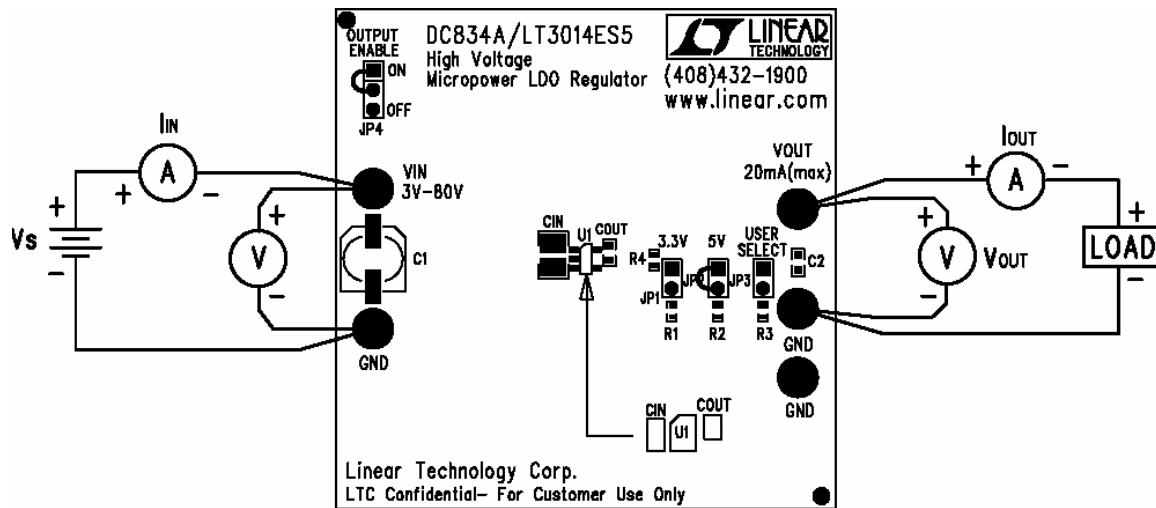 OUTPUT
ENABLE
ON
OFF
JP4
DC834A/LT3014ES5
High Voltage
Micropower LDO Regulator
LINEAR
TECHNOLOGY
(408)432-1900
www.linear.com
IIN
A
+
-
VIN
3V-80V
+
Vs
-
+
V
-
C1
GND
VOUT
20mA(max)
IOUT
+
A
-
CIN
U1
COUT
R4
3.3V
5V
USER
SELECT
JP1
JP2
JP3
C2
R1
R2
R3
GND
GND
+
V
-
VOUT
+
LOAD
-
CIN
U1
COUT
Linear Technology Corp.
LTC Confidential- For Customer Use Only